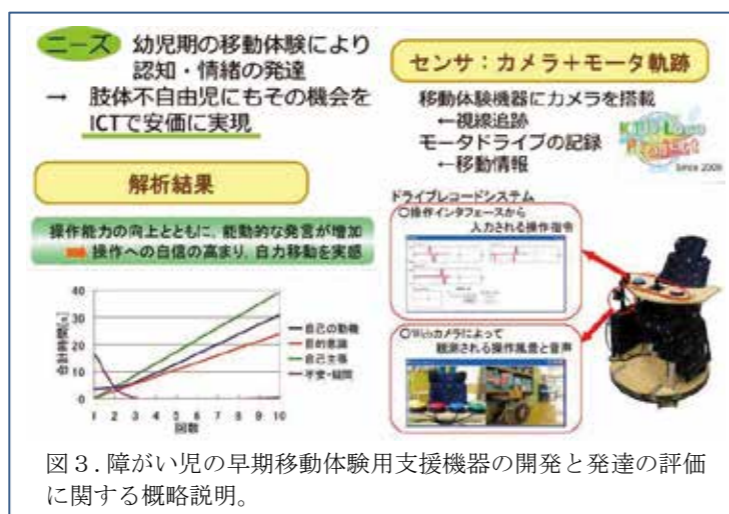 ニーズ 幼児期の移動体験により
認知・情緒の発達
→ 肢体不自由児にもその機会を
ICTで安価に実現
解析結果
操作能力の向上とともに、能動的な発言が増加
操作への自信の高まり,自力移動を実感
合計時間[s]
40
30
20
10
0
1 2 3 4 5 6 7 8 9 10
回数
自己の動機
目的意識
自己主張
不安・疑問
センサ：カメラ＋モータ軌跡
移動体験機器にカメラを搭載
←視線追跡
モータドライブの記録
←移動情報
Kids Loco
Project
Since 2009
ドライブレコードシステム
○操作インタフェースから
入力される操作指令
○Webカメラによって
観測される操作風景と音声
図３. 障がい児の早期移動体験用支援機器の開発と発達の評価
に関する概略説明。